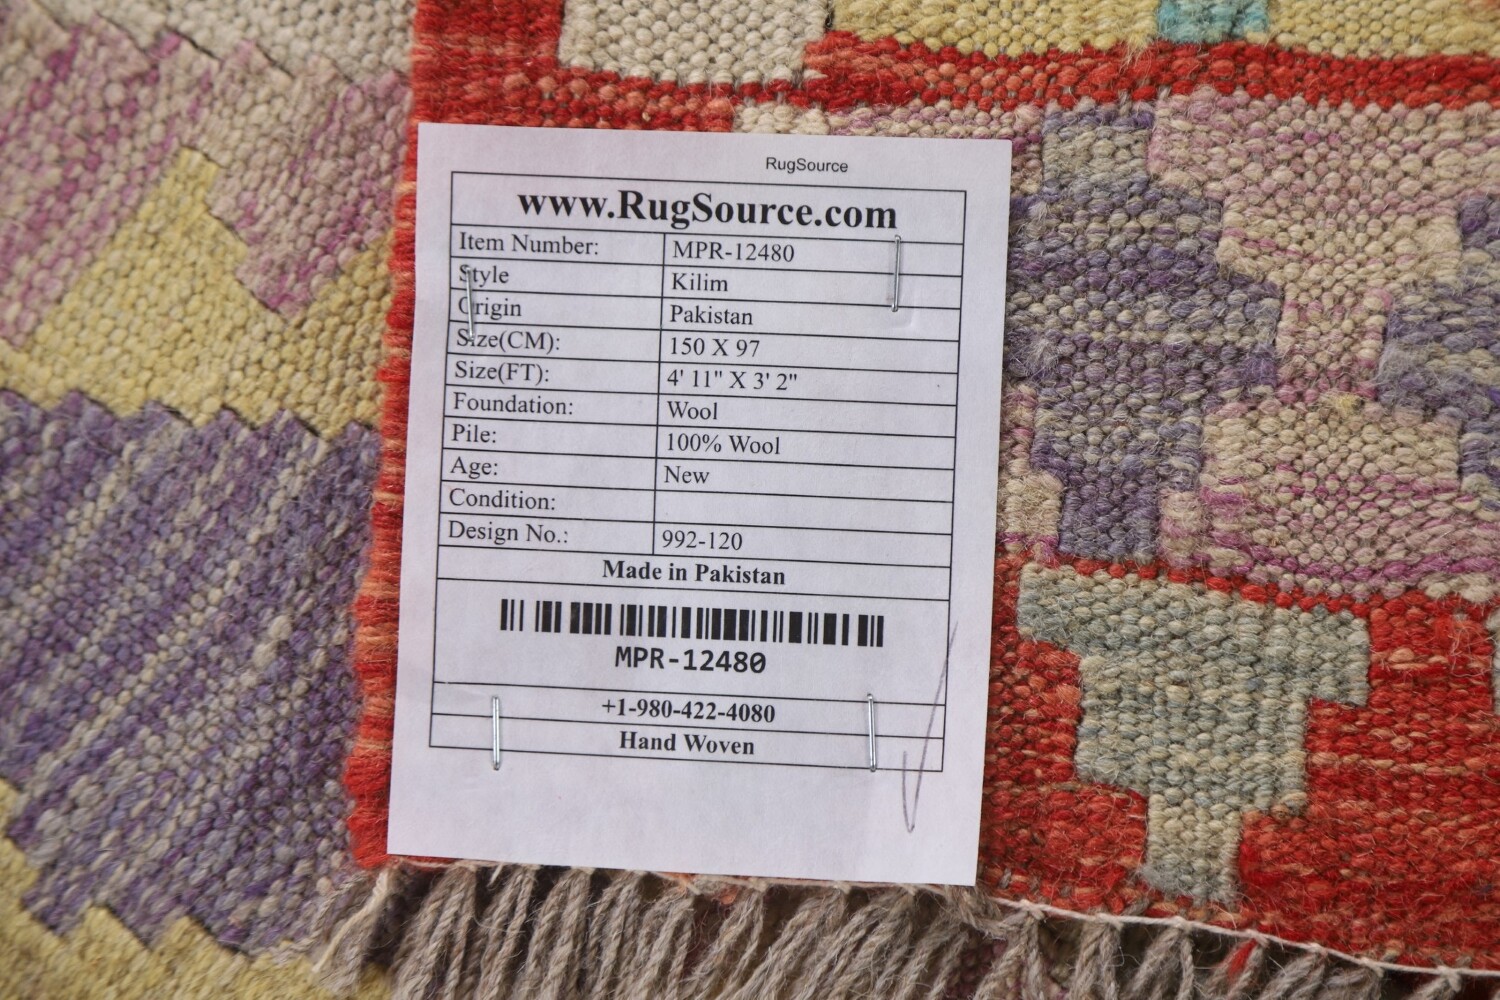 RugSource
www.RugSource.com
Item Number: MPR-12480
Style Kilim
Origin Pakistan
Size(CM): 150 X 97
Size(FT): 4' 11" X 3' 2"
Foundation: Wool
Pile: 100% Wool
Age: New
Condition:
Design No.: 992-120
Made in Pakistan
MPR-12480
+1-980-422-4080
Hand Woven